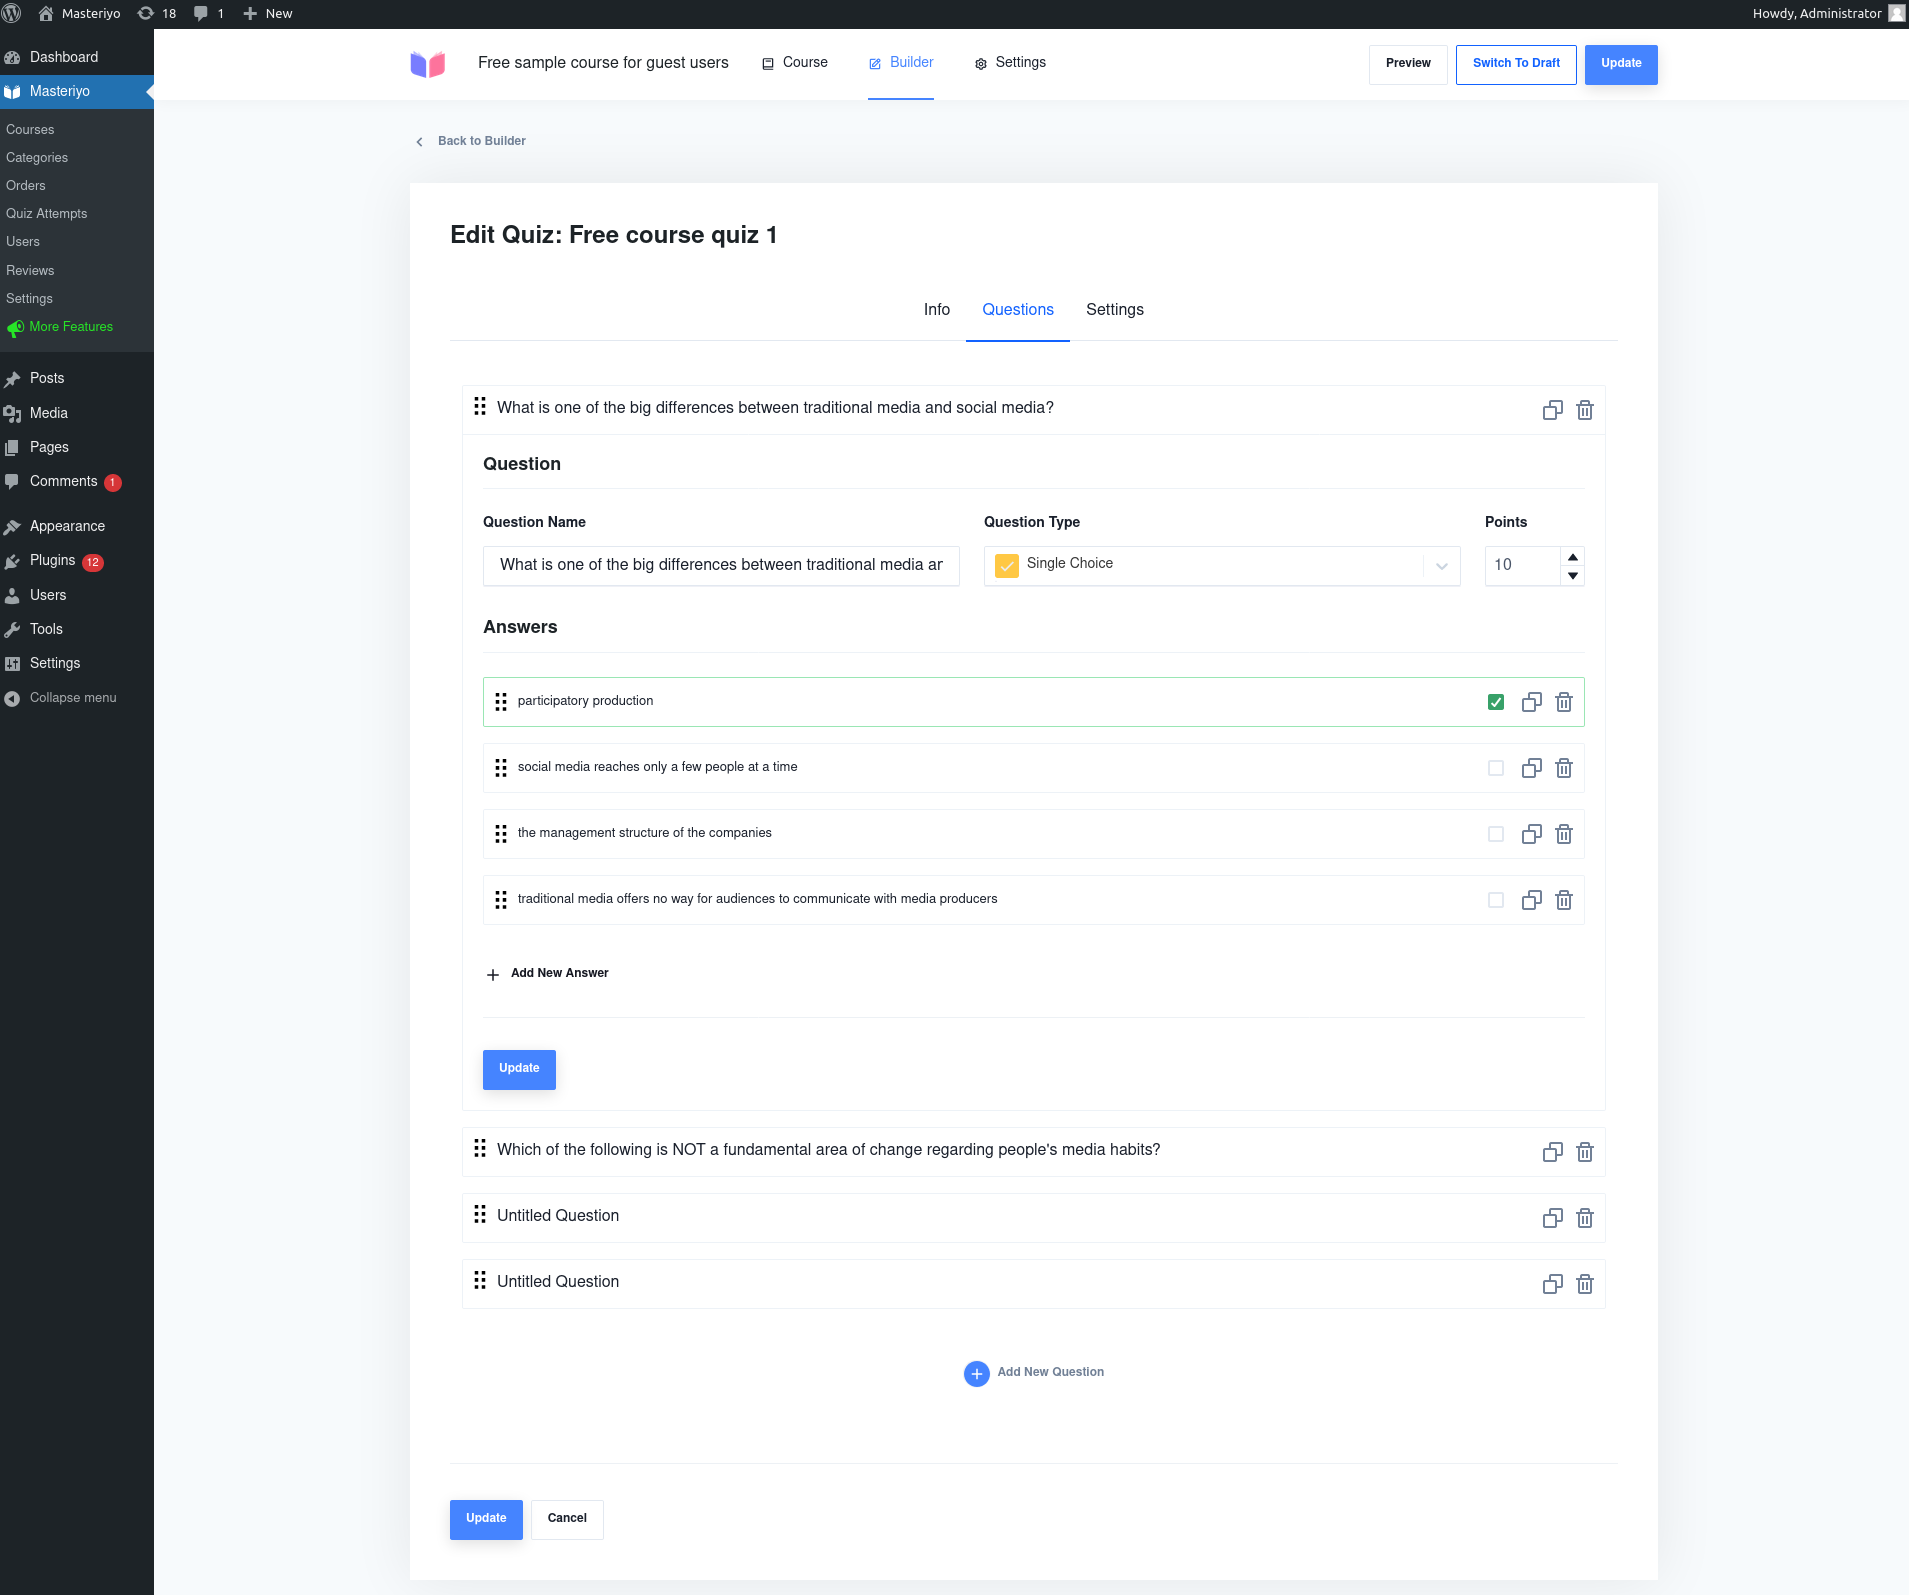 Masteriyo 18 1 New Howdy, Administrator
Dashboard
Masteriyo
Courses
Categories
Orders
Quiz Attempts
Users
Reviews
Settings
More Features
Posts
Media
Pages
Comments 1
Appearance
Plugins 12
Users
Tools
Settings
Collapse menu
Free sample course for guest users Course Builder Settings Preview Switch To Draft Update
Back to Builder
Edit Quiz: Free course quiz 1
Info Questions Settings
What is one of the big differences between traditional media and social media?
Question
Question Name Question Type Points
What is one of the big differences between traditional media ar Single Choice 10
Answers
participatory production
social media reaches only a few people at a time
the management structure of the companies
traditional media offers no way for audiences to communicate with media producers
Add New Answer
Update
Which of the following is NOT a fundamental area of change regarding people's media habits?
Untitled Question
Untitled Question
Add New Question
Update Cancel